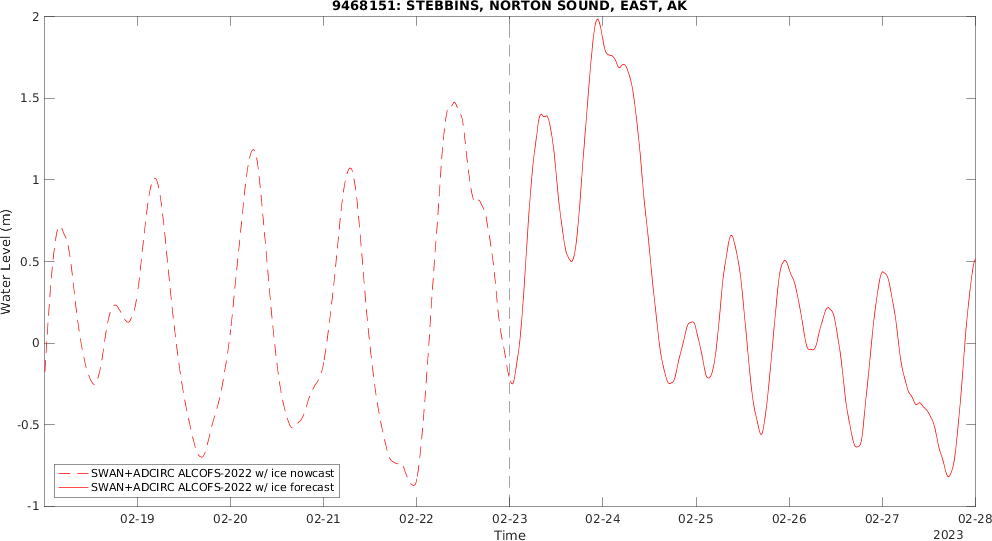 9468151: STEBBINS, NORTON SOUND, EAST, AK
Water Level (m)
2
1.5
1
0.5
0
-0.5
-1
SWAN+ADCIRC ALCOFS-2022 w/ ice nowcast
SWAN+ADCIRC ALCOFS-2022 w/ ice forecast
02-19 02-20 02-21 02-22 02-23 02-24 02-25 02-26 02-27 02-28
Time
2023